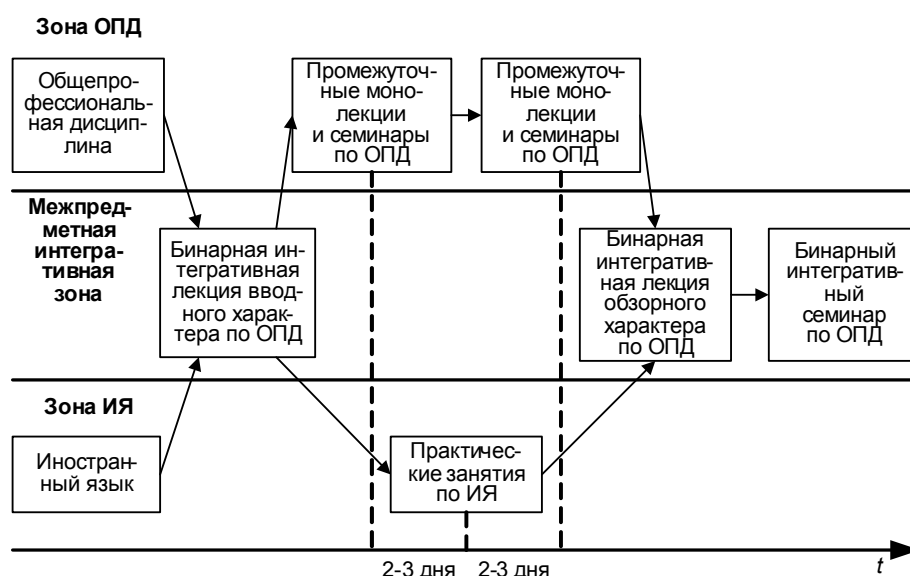 Зона ОПД
Общепро-
фессиональ-
ная дисцип-
лина
Промежуточ-
ные моно-
лекции
и семинары
по ОПД
Промежуточ-
ные моно-
лекции
и семинары
по ОПД
Межпред-
метная
интегра-
тивная
зона
Бинарная ин-
тегративная
лекция ввод-
ного харак-
тера по ОПД
Бинарная
интегратив-
ная лекция
обзорного
характера
по ОПД
Бинарный
интегратив-
ный
семинар
по ОПД
Зона ИЯ
Иностран-
ный язык
Практичес-
кие занятия
по ИЯ
2-3 дня
2-3 дня
t